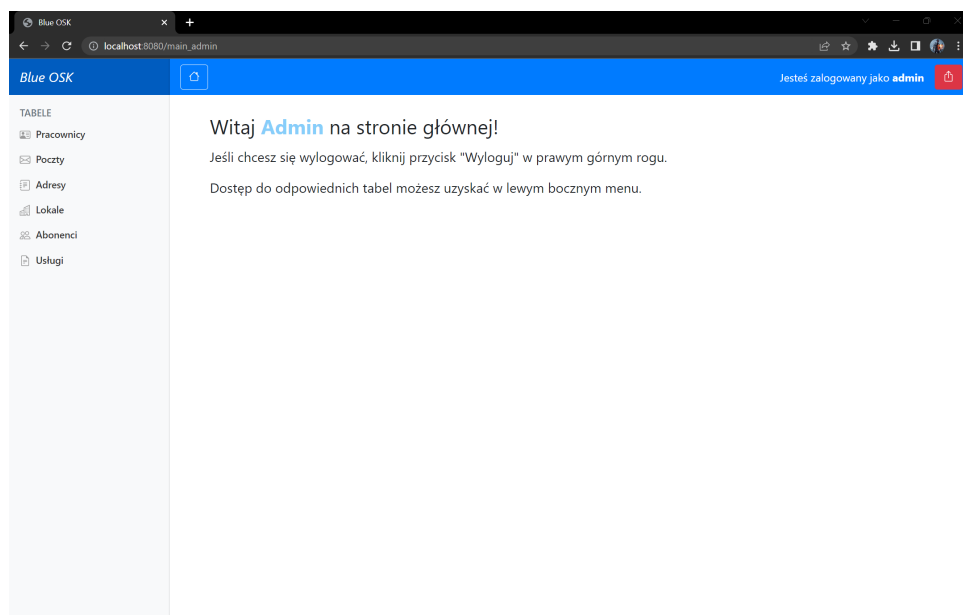 Blue OSK
localhost:8080/main_admin
Blue OSK
Jesteś zalogowany jako admin
TABELE
Pracownicy
Poczty
Adresy
Lokale
Abonenci
Usługi
Witaj Admin na stronie głównej!
Jeśli chcesz się wylogować, kliknij przycisk "Wyloguj" w prawym górnym rogu.
Dostęp do odpowiednich tabel możesz uzyskać w lewym bocznym menu.